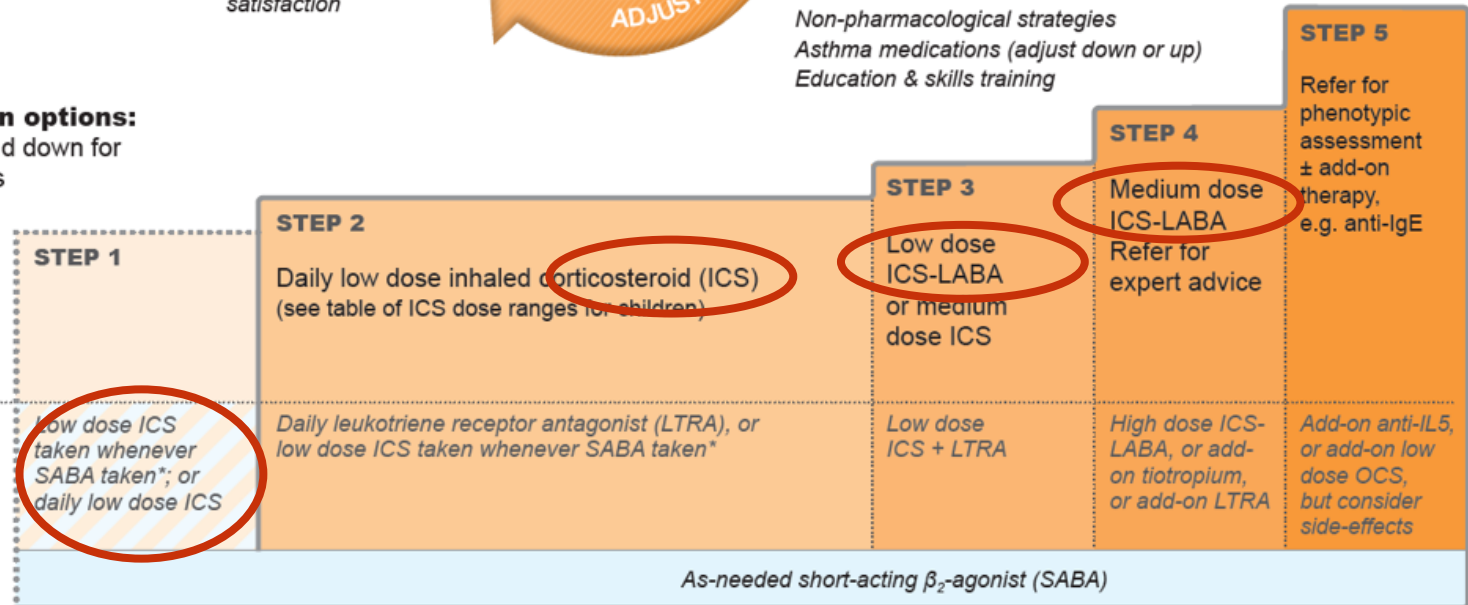 satisfaction
ADJUST
Non-pharmacological strategies
Asthma medications (adjust down or up)
Education & skills training
n options:
d down for
s
STEP 1
STEP 2
Daily low dose inhaled corticosteroid (ICS)
(see table of ICS dose ranges for children)
STEP 3
Low dose
ICS-LABA
or medium
dose ICS
STEP 4
Medium dose
ICS-LABA
Refer for
expert advice
STEP 5
Refer for
phenotypic
assessment
± add-on
therapy,
e.g. anti-IgE
Low dose ICS
taken whenever
SABA taken*; or
daily low dose ICS
Daily leukotriene receptor antagonist (LTRA), or
low dose ICS taken whenever SABA taken*
Low dose
ICS + LTRA
High dose ICS-
LABA, or add-
on tiotropium,
or add-on LTRA
Add-on anti-IL5,
or add-on low
dose OCS,
but consider
side-effects
As-needed short-acting β₂-agonist (SABA)